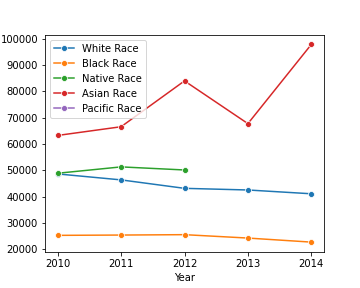 100000
90000
80000
70000
60000
50000
40000
30000
20000
White Race
Black Race
Native Race
Asian Race
Pacific Race
2010 2011 2012 2013 2014
Year